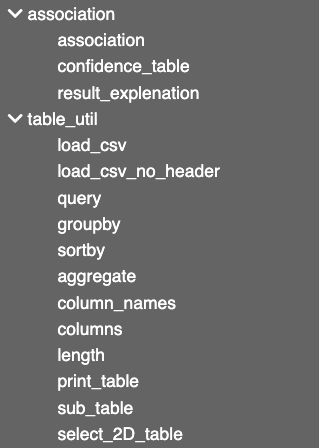 association
association
confidence_table
result_explenation
table_util
load_csv
load_csv_no_header
query
groupby
sortby
aggregate
column_names
columns
length
print_table
sub_table
select_2D_table